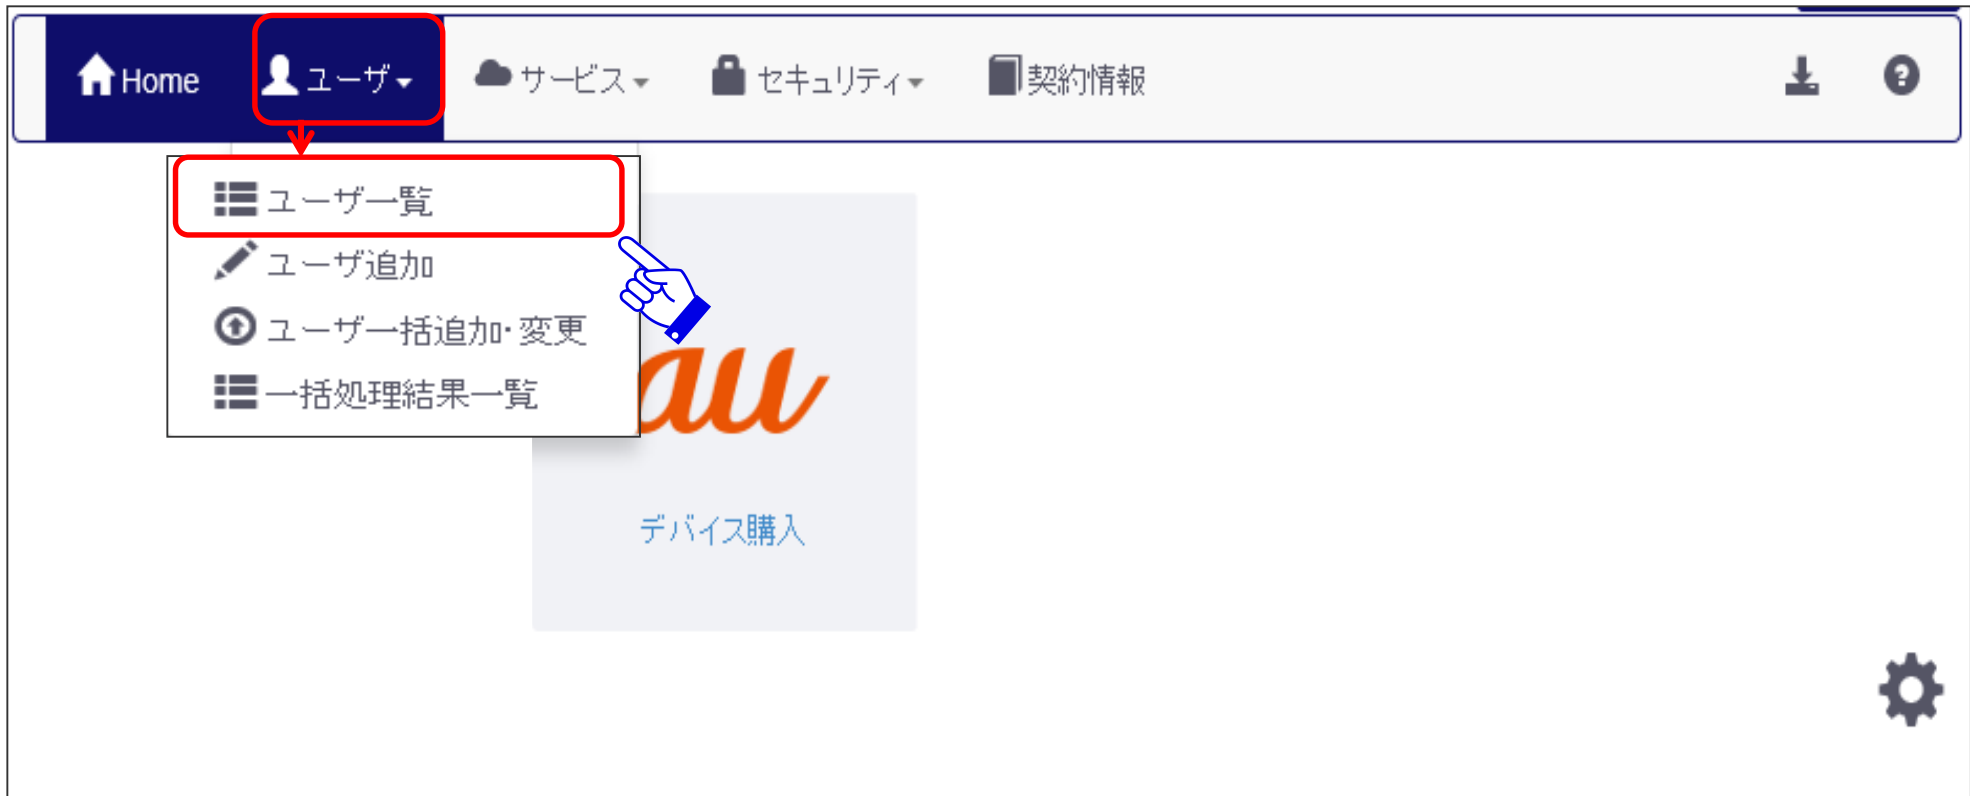 Home ユーザ サービス セキュリティ 契約情報
ユーザ一覧
ユーザ追加
ユーザ一括追加・変更
一括処理結果一覧
au
デバイス購入